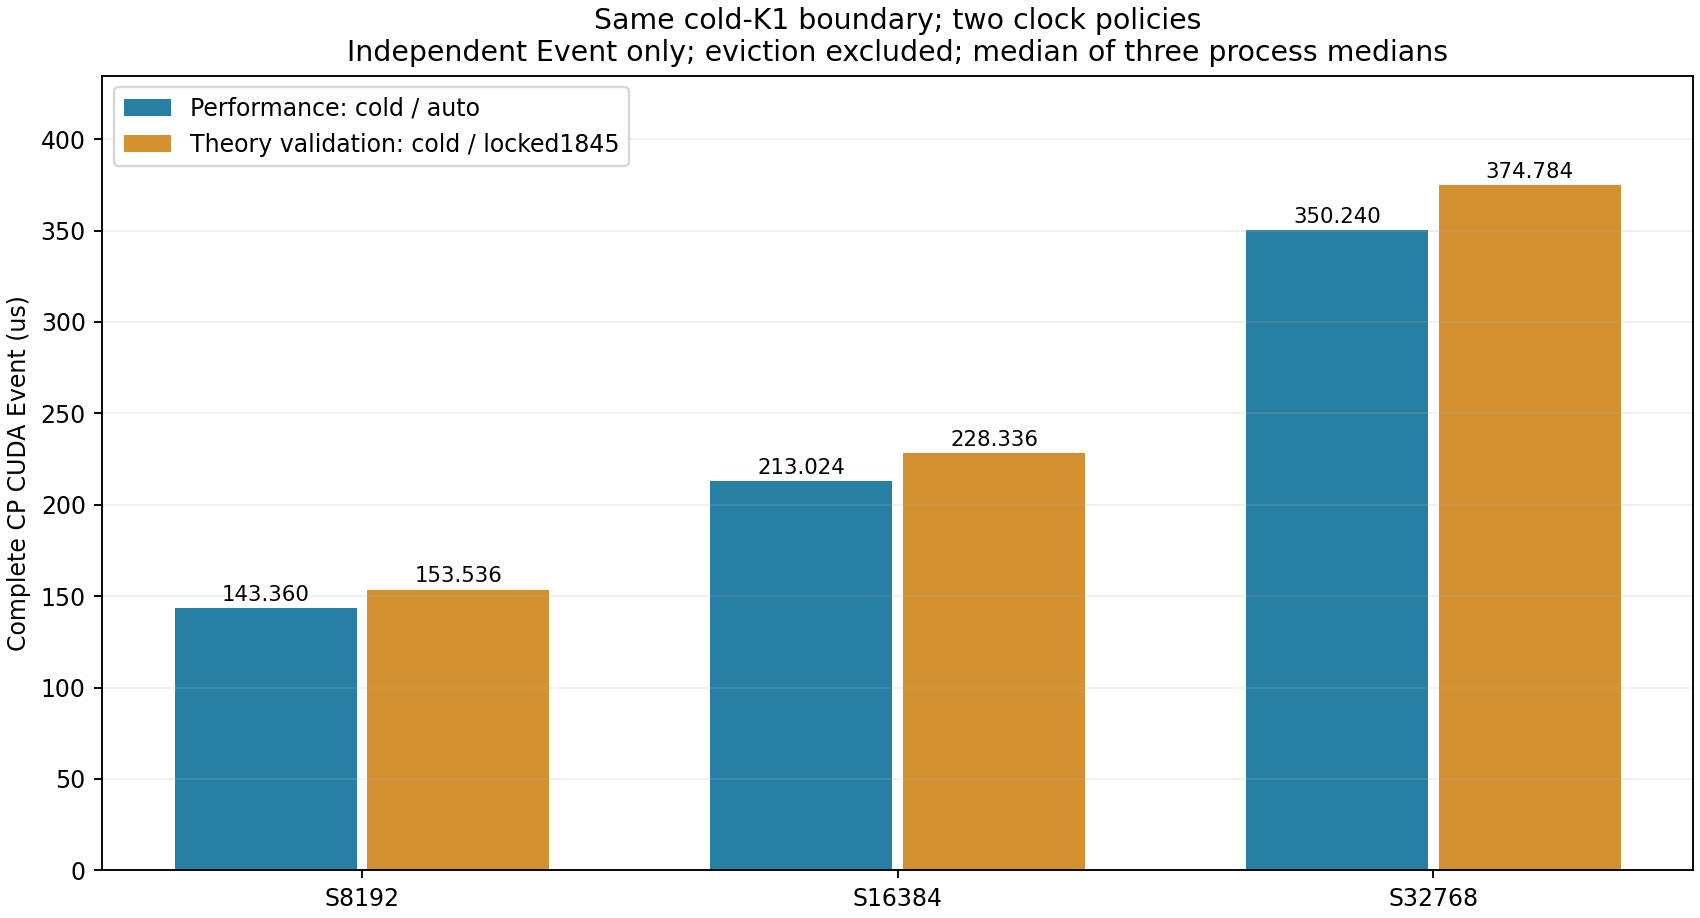 Same cold-K1 boundary; two clock policies
Independent Event only; eviction excluded; median of three process medians
Performance: cold / auto
Theory validation: cold / locked1845
Complete CP CUDA Event (us)
400
350
300
250
200
150
100
50
0
143.360
153.536
213.024
228.336
350.240
374.784
S8192
S16384
S32768